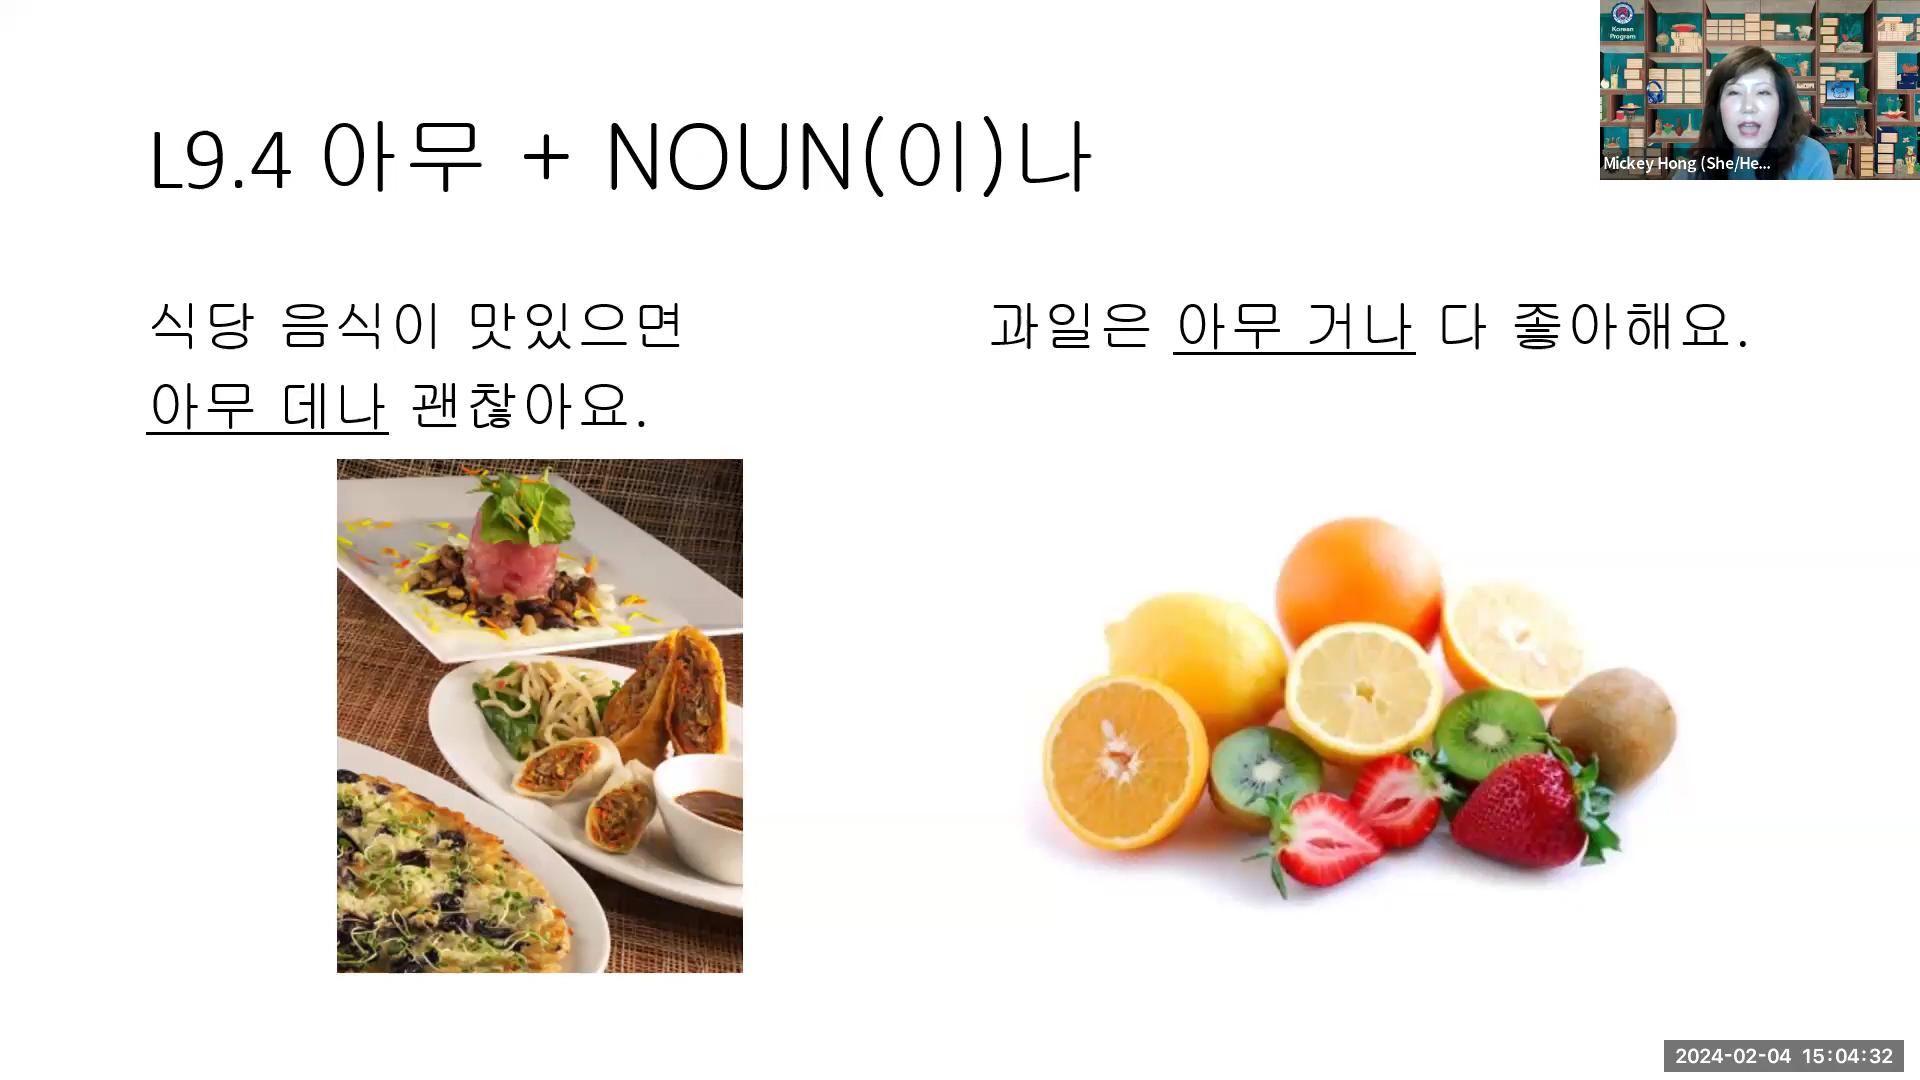 L9.4 아무 + NOUN(이)나
식당 음식이 맛있으면
아무 데나 괜찮아요.
과일은 아무 거나 다 좋아해요.
Korean
Program
Mickey Hong (She/He...
2024-02-04 15:04:32